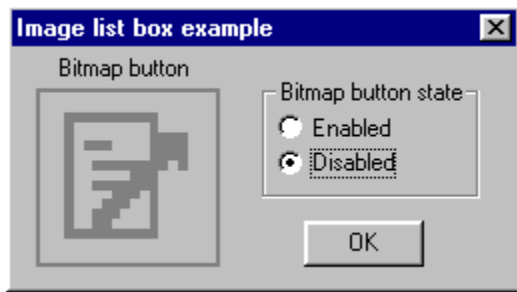 Image list box example
Bitmap button
Bitmap button state
Enabled
Disabled
OK